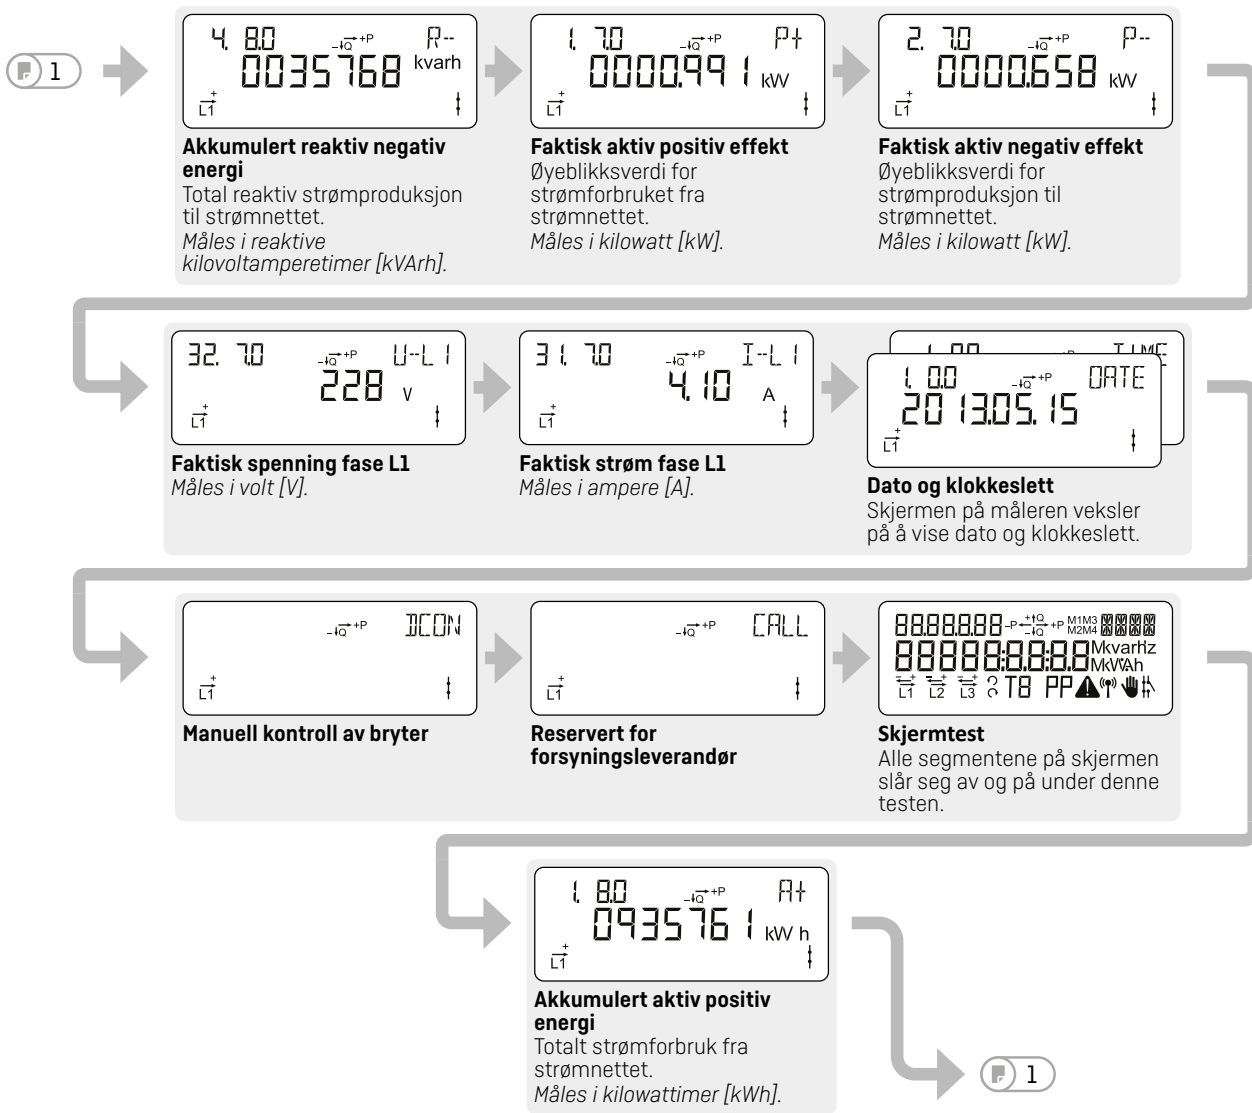 1
4. 8.0 -Q +P R--
0035768 kvarh
+
L1
Akkumulert reaktiv negativ
energi
Total reaktiv strømproduksjon
til strømnettet.
Måles i reaktive
kilovoltamperetimer [kVArh].
1. 7.0 -Q +P P+
0000.991 kW
+
L1
Faktisk aktiv positiv effekt
Øyeblikksverdi for
strømforbruket fra
strømnettet.
Måles i kilowatt [kW].
2. 7.0 -Q +P P--
0000.658 kW
+
L1
Faktisk aktiv negativ effekt
Øyeblikksverdi for
strømproduksjon til
strømnettet.
Måles i kilowatt [kW].
32. 7.0 -Q +P U--L1
228 V
+
L1
Faktisk spenning fase L1
Måles i volt [V].
31. 7.0 -Q +P I--L1
4.10 A
+
L1
Faktisk strøm fase L1
Måles i ampere [A].
TIME
1. 0.0 -Q +P DATE
2013.05.15
+
L1
Dato og klokkeslett
Skjermen på måleren veksler
på å vise dato og klokkeslett.
-Q +P DCON
+
L1
Manuell kontroll av bryter
-Q +P CALL
+
L1
Reservert for
forsyningsleverandør
88.88.8.88 -P +Q -Q +P M1M3
M2M4
88888:8.8:8.8 MkvarHz
MkWAh
L1 L2 L3 T8 PP
Skjermtest
Alle segmentene på skjermen
slår seg av og på under denne
testen.
1. 8.0 -Q +P A+
0935761 kW h
+
L1
Akkumulert aktiv positiv
energi
Totalt strømforbruk fra
strømnettet.
Måles i kilowattimer [kWh].
1